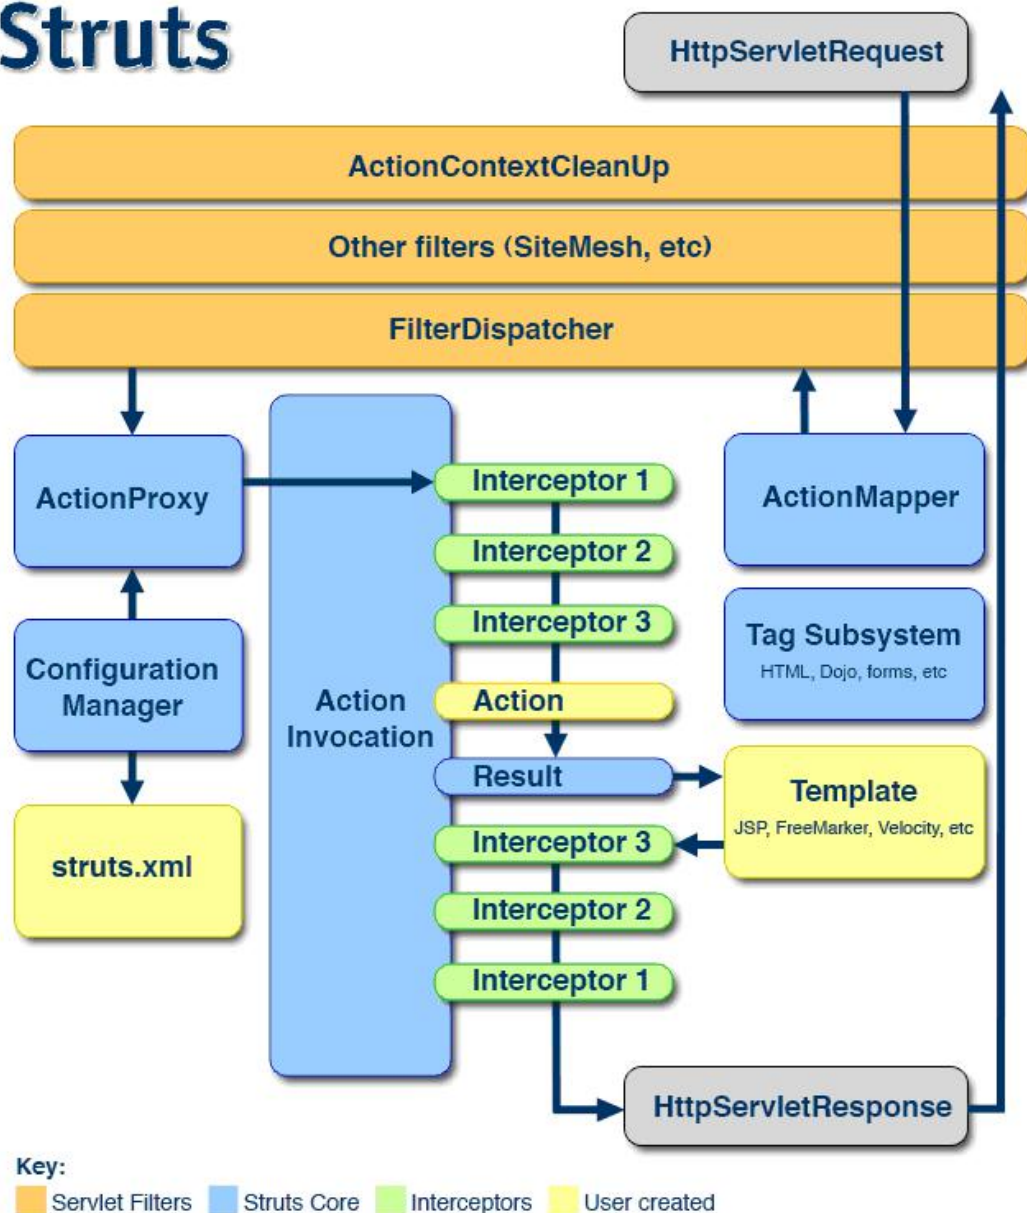 Struts
HttpServletRequest
ActionContextCleanUp
Other filters (SiteMesh, etc)
FilterDispatcher
ActionProxy
Interceptor 1
ActionMapper
Interceptor 2
Interceptor 3
Tag Subsystem
HTML, Dojo, forms, etc
Configuration
Manager
Action
Invocation
Action
Result
Template
JSP, FreeMarker, Velocity, etc
struts.xml
Interceptor 3
Interceptor 2
Interceptor 1
HttpServletResponse
Key:
Servlet Filters
Struts Core
Interceptors
User created